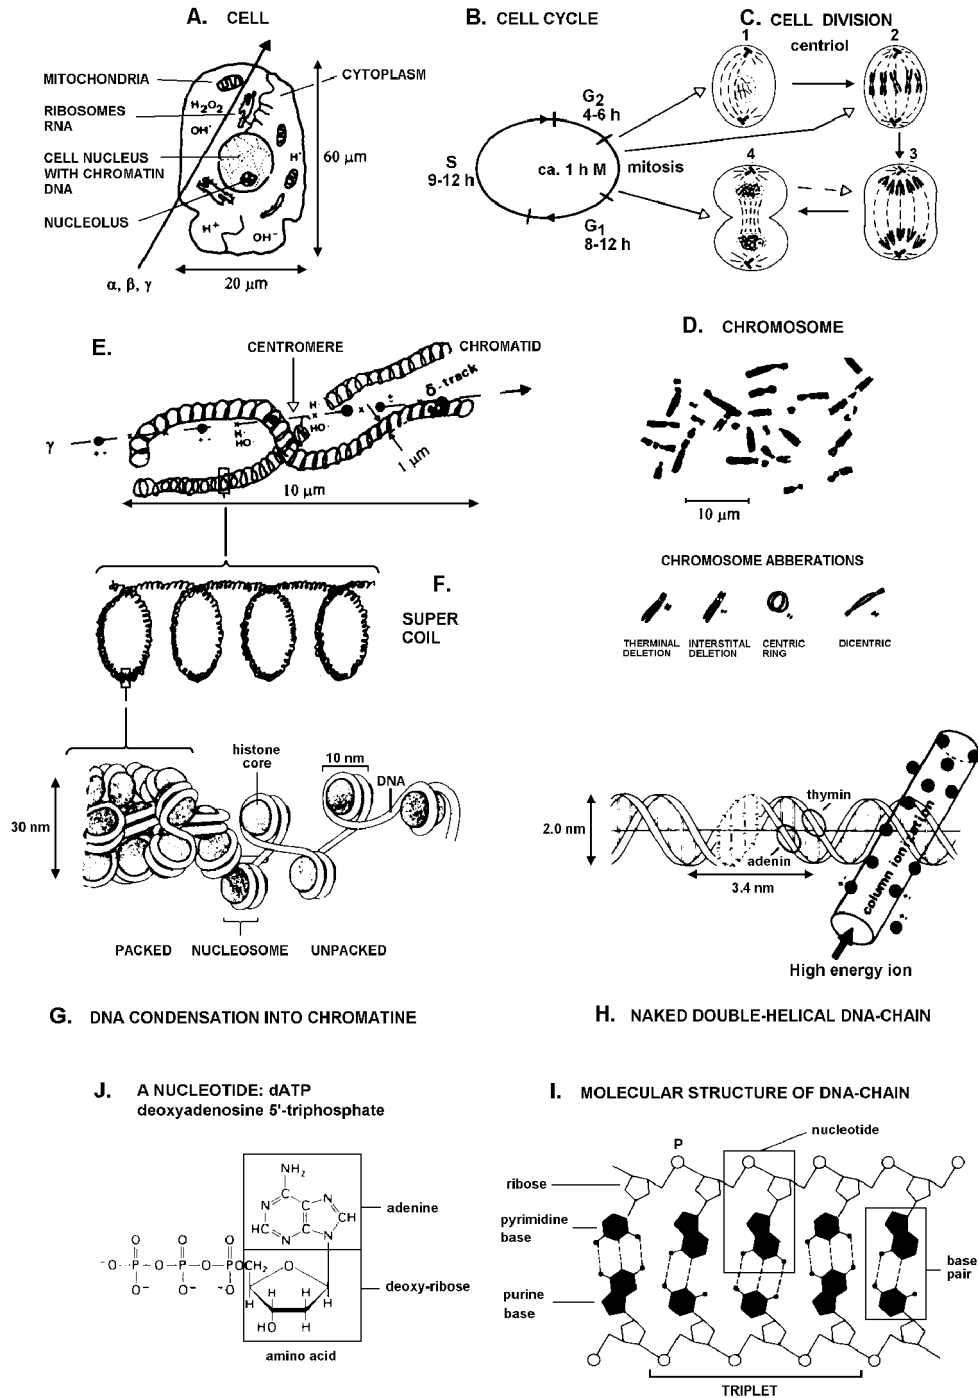 A. CELL
MITOCHONDRIA
CYTOPLASM
RIBOSOMES
RNA
H2O2
OH·
CELL NUCLEUS
WITH CHROMATIN
DNA
H·
60 μm
NUCLEOLUS
H+
OH−
α, β, γ
20 μm
B. CELL CYCLE
G2
4-6 h
S
9-12 h
ca. 1 h M
mitosis
G1
8-12 h
C. CELL DIVISION
1
centriol
2
4
3
E.
CENTROMERE
CHROMATID
δ-track
H·
HO·
γ
H·
HO·
1 μm
10 μm
D. CHROMOSOME
10 μm
CHROMOSOME ABBERATIONS
THERMINAL
DELETION
INTERSTITAL
DELETION
CENTRIC
RING
DICENTRIC
F.
SUPER
COIL
histone
core
10 nm
DNA
30 nm
PACKED
NUCLEOSOME
UNPACKED
G. DNA CONDENSATION INTO CHROMATINE
thymin
2.0 nm
adenin
3.4 nm
column ionization
High energy ion
H. NAKED DOUBLE-HELICAL DNA-CHAIN
J. A NUCLEOTIDE: dATP
deoxyadenosine 5'-triphosphate
NH2
C
N
C
N
CH
HC
C
N
N
adenine
O O O
−O P O P O P OCH2
O− O− O−
O
H H H H
HO H
deoxy-ribose
amino acid
I. MOLECULAR STRUCTURE OF DNA-CHAIN
nucleotide
P
ribose
pyrimidine
base
purine
base
base
pair
TRIPLET